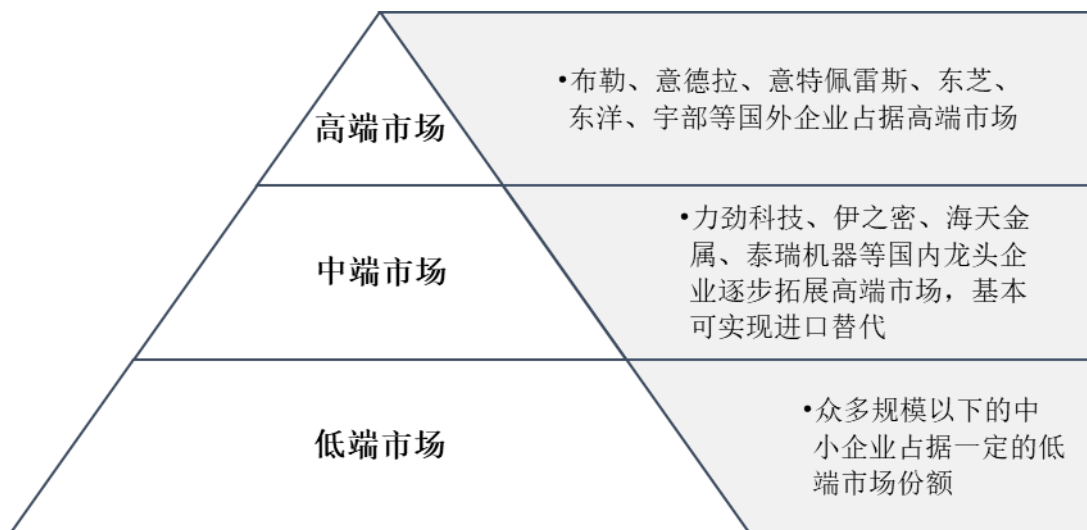 高端市场
•布勒、意德拉、意特佩雷斯、东芝、
东洋、宇部等国外企业占据高端市场
中端市场
•力劲科技、伊之密、海天金
属、泰瑞机器等国内龙头企
业逐步拓展高端市场，基本
可实现进口替代
低端市场
•众多规模以下的中
小企业占据一定的低
端市场份额